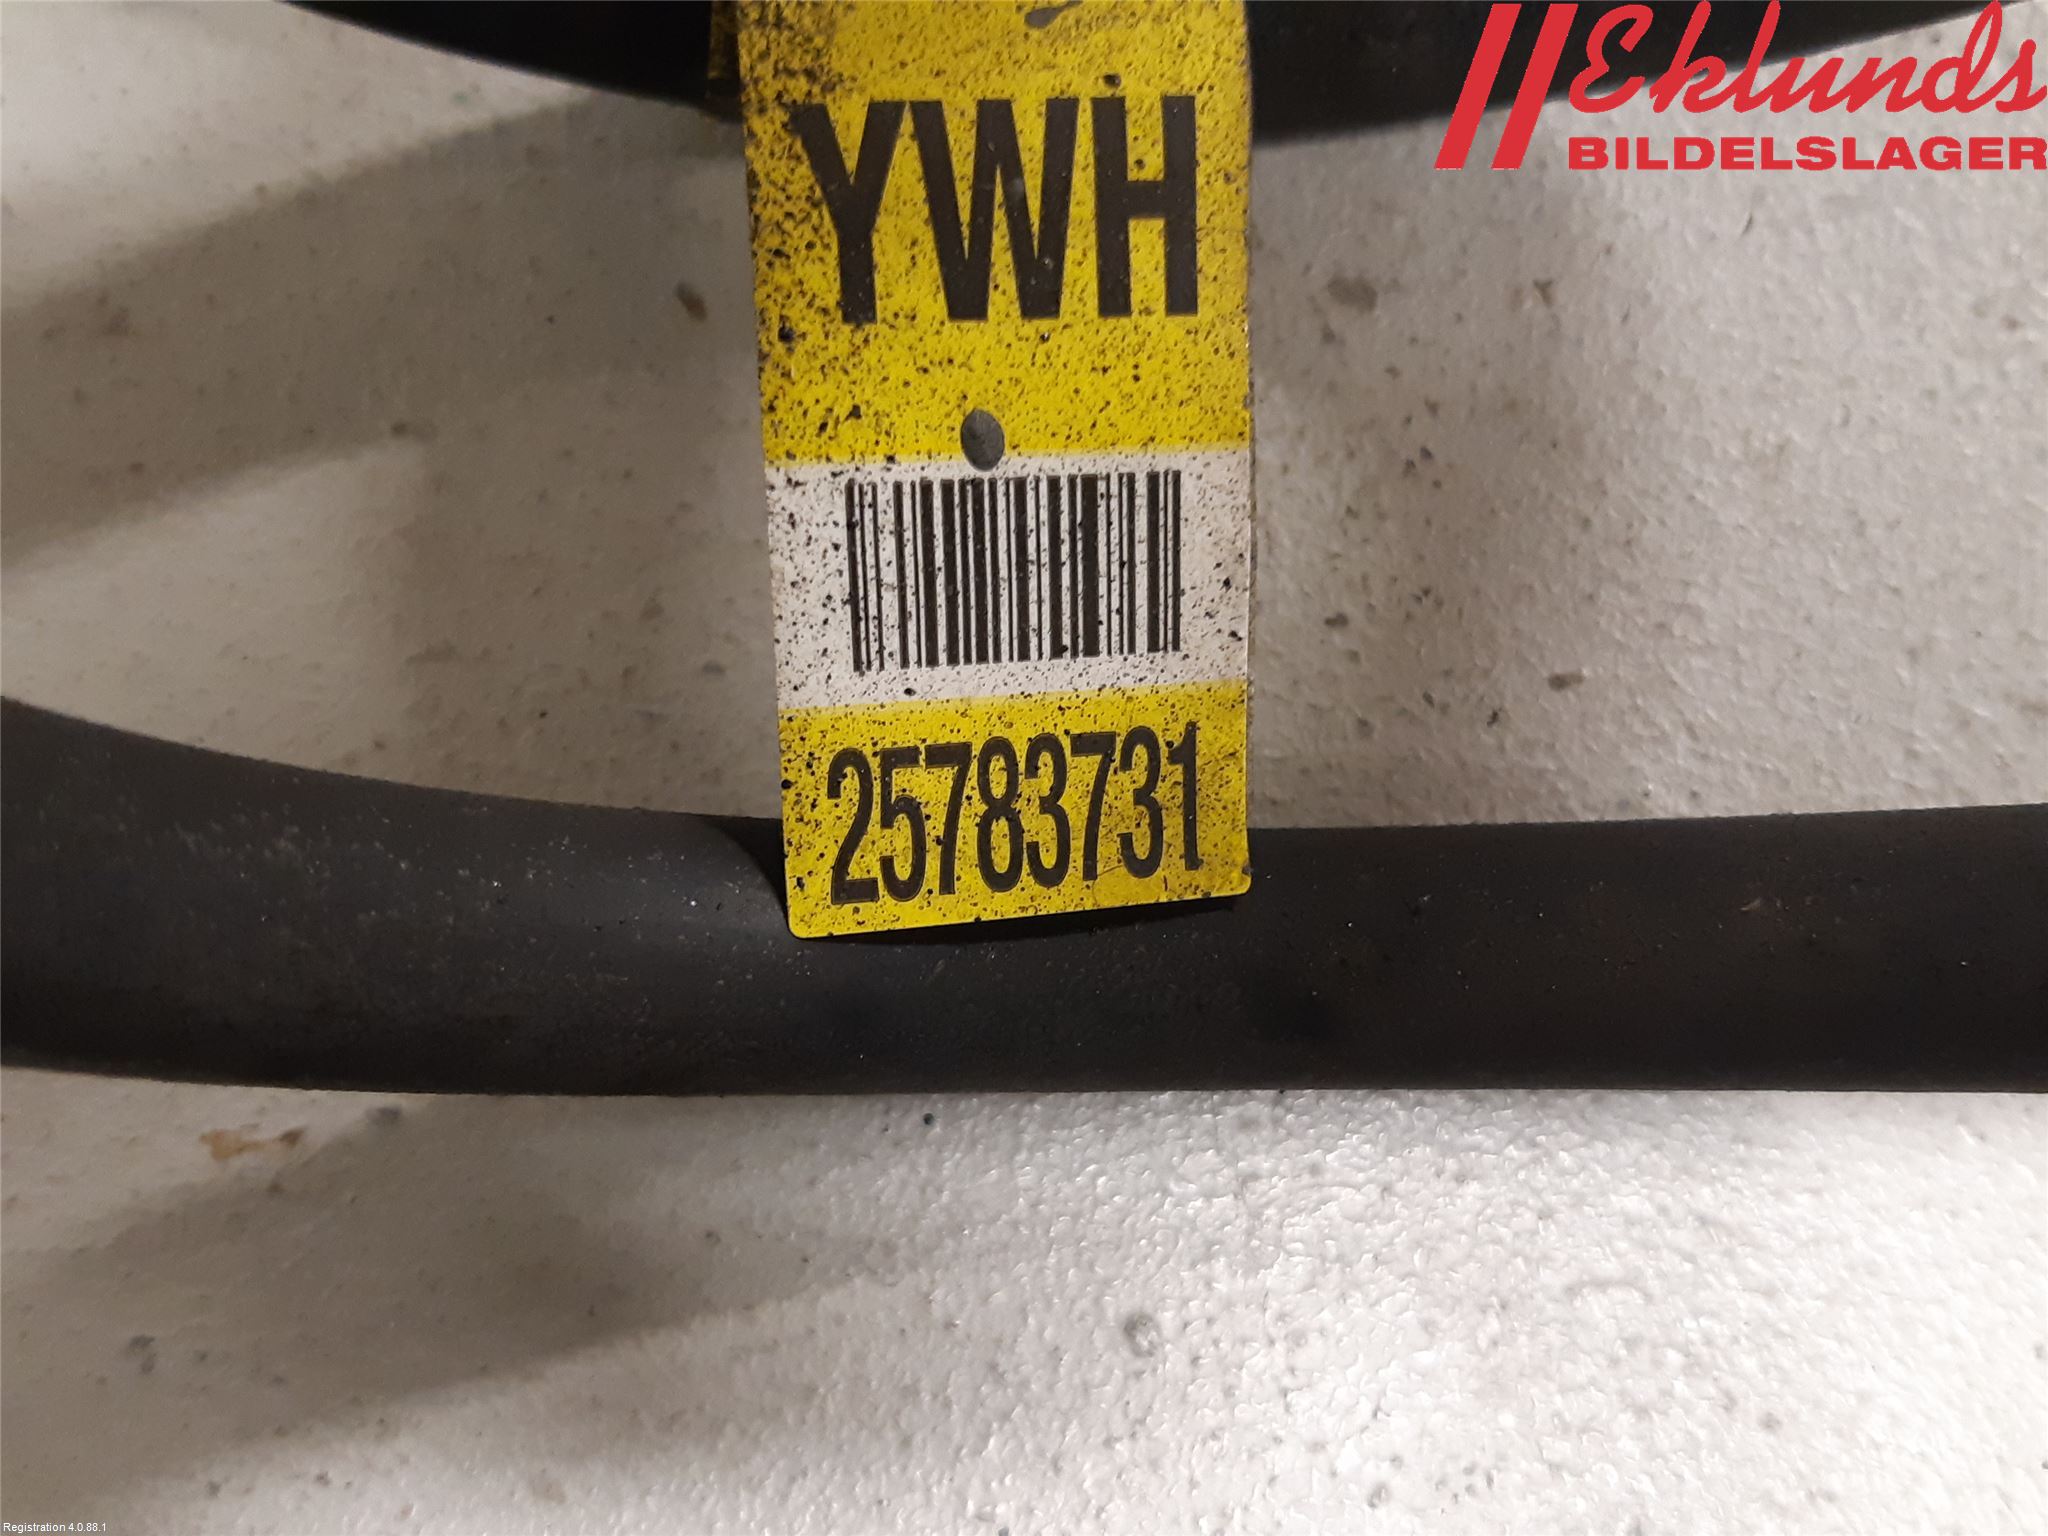 Eklunds
BILDELSLAGER
YWH
25783731
Registration 4.0.88.1